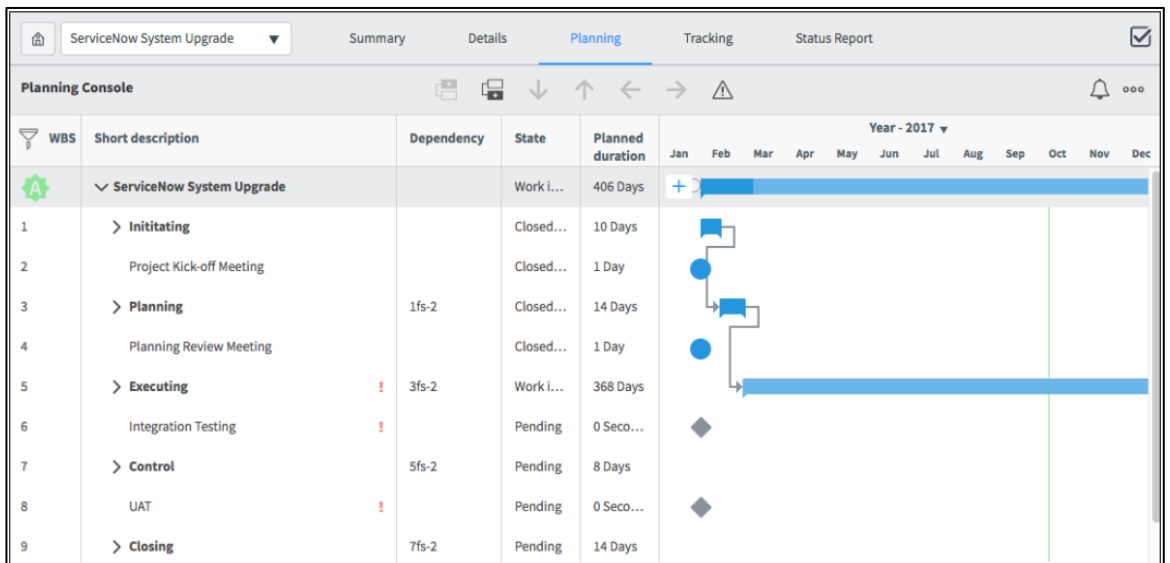 ServiceNow System Upgrade ▼ Summary Details Planning Tracking Status Report
Planning Console
WBS Short description Dependency State Planned duration Year - 2017 ▼
Jan Feb Mar Apr May Jun Jul Aug Sep Oct Nov Dec
A ServiceNow System Upgrade Work i... 406 Days +
1 Inititating Closed... 10 Days
2 Project Kick-off Meeting Closed... 1 Day
3 Planning 1fs-2 Closed... 14 Days
4 Planning Review Meeting Closed... 1 Day
5 Executing ! 3fs-2 Work i... 368 Days
6 Integration Testing ! Pending 0 Seco...
7 Control 5fs-2 Pending 8 Days
8 UAT ! Pending 0 Seco...
9 Closing 7fs-2 Pending 14 Days